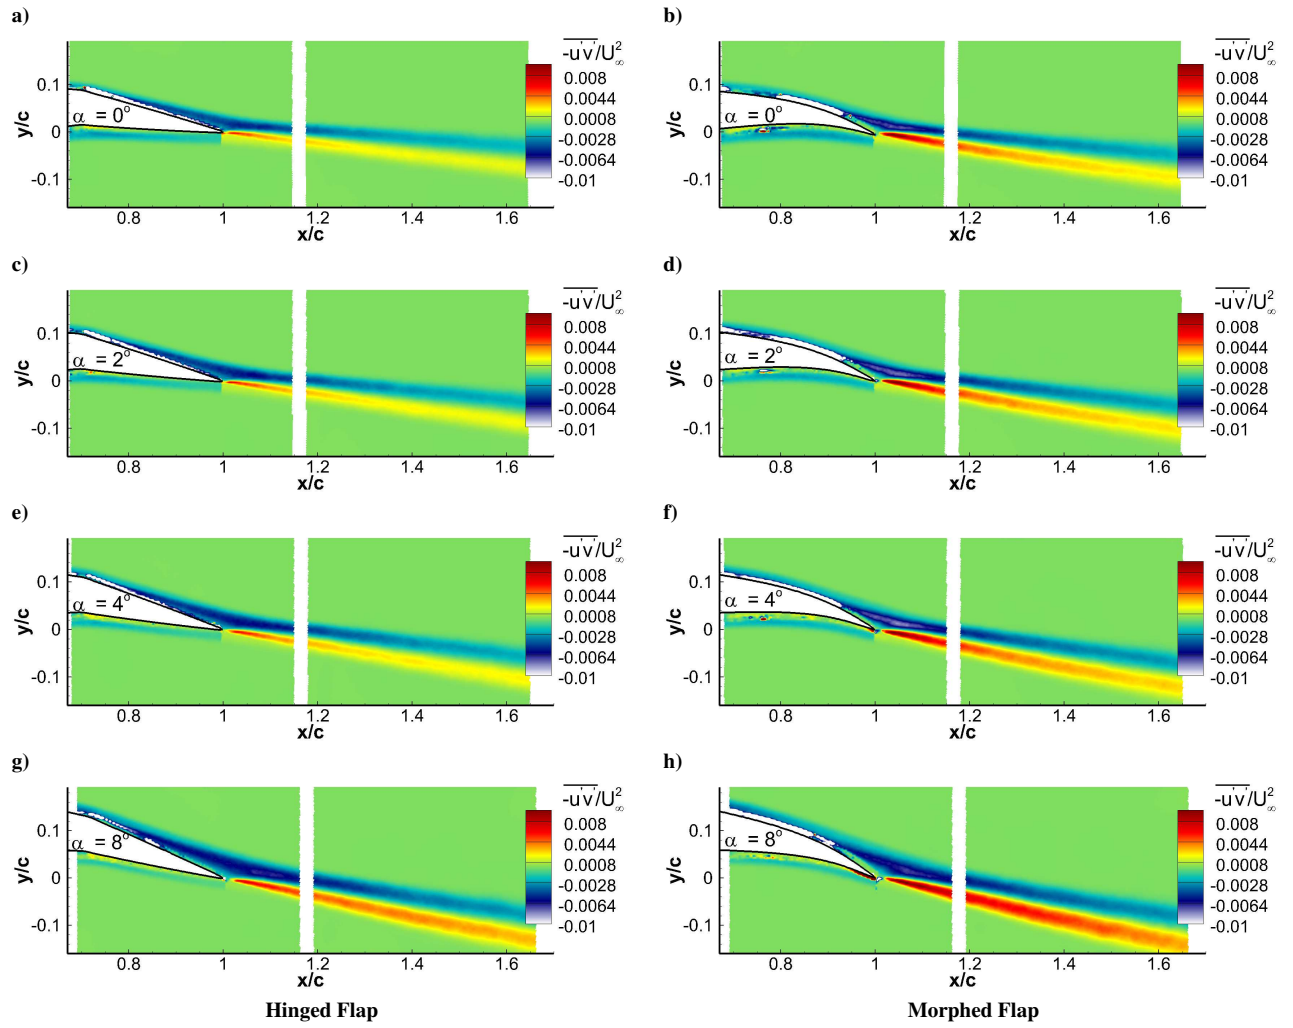 a)
b)
-u'v'/U²∞
0.008
0.0044
0.0008
-0.0028
-0.0064
-0.01
0.1
0
-0.1
y/c
α = 0°
0.8
1
1.2
1.4
1.6
x/c
-u'v'/U²∞
0.008
0.0044
0.0008
-0.0028
-0.0064
-0.01
0.1
0
-0.1
y/c
α = 0°
0.8
1
1.2
1.4
1.6
x/c
c)
d)
-u'v'/U²∞
0.008
0.0044
0.0008
-0.0028
-0.0064
-0.01
0.1
0
-0.1
y/c
α = 2°
0.8
1
1.2
1.4
1.6
x/c
-u'v'/U²∞
0.008
0.0044
0.0008
-0.0028
-0.0064
-0.01
0.1
0
-0.1
y/c
α = 2°
0.8
1
1.2
1.4
1.6
x/c
e)
f)
-u'v'/U²∞
0.008
0.0044
0.0008
-0.0028
-0.0064
-0.01
0.1
0
-0.1
y/c
α = 4°
0.8
1
1.2
1.4
1.6
x/c
-u'v'/U²∞
0.008
0.0044
0.0008
-0.0028
-0.0064
-0.01
0.1
0
-0.1
y/c
α = 4°
0.8
1
1.2
1.4
1.6
x/c
g)
h)
-u'v'/U²∞
0.008
0.0044
0.0008
-0.0028
-0.0064
-0.01
0.1
0
-0.1
y/c
α = 8°
0.8
1
1.2
1.4
1.6
x/c
-u'v'/U²∞
0.008
0.0044
0.0008
-0.0028
-0.0064
-0.01
0.1
0
-0.1
y/c
α = 8°
0.8
1
1.2
1.4
1.6
x/c
Hinged Flap
Morphed Flap